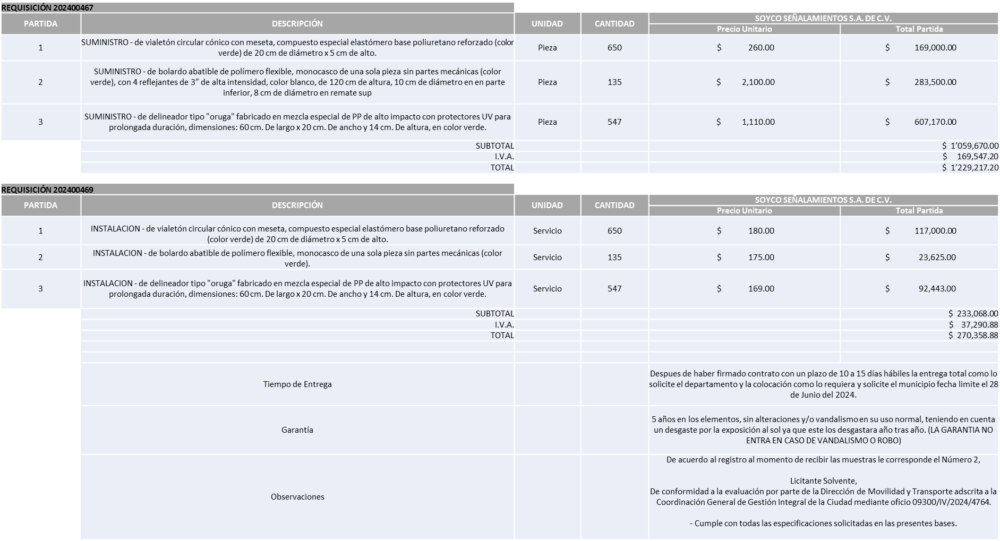 REQUISICIÓN 202400467
PARTIDA DESCRIPCIÓN UNIDAD CANTIDAD SOYCO SEÑALAMIENTOS S.A. DE C.V.
Precio Unitario Total Partida
1 SUMINISTRO - de vialetón circular cónico con meseta, compuesto especial elastómero base poliuretano reforzado (color
verde) de 20 cm de diámetro x 5 cm de alto. Pieza 650 $ 260.00 $ 169,000.00
2 SUMINISTRO - de bolardo abatible de polímero flexible, monocasco de una sola pieza sin partes mecánicas (color
verde), con 4 reflejantes de 3” de alta intensidad, color blanco, de 120 cm de altura, 10 cm de diámetro en en parte
inferior, 8 cm de diámetro en remate sup Pieza 135 $ 2,100.00 $ 283,500.00
3 SUMINISTRO - de delineador tipo "oruga" fabricado en mezcla especial de PP de alto impacto con protectores UV para
prolongada duración, dimensiones: 60 cm. De largo x 20 cm. De ancho y 14 cm. De altura, en color verde. Pieza 547 $ 1,110.00 $ 607,170.00
SUBTOTAL $ 1’059,670.00
I.V.A. $ 169,547.20
TOTAL $ 1’229,217.20
REQUISICIÓN 202400469
PARTIDA DESCRIPCIÓN UNIDAD CANTIDAD SOYCO SEÑALAMIENTOS S.A. DE C.V.
Precio Unitario Total Partida
1 INSTALACION - de vialetón circular cónico con meseta, compuesto especial elastómero base poliuretano reforzado
(color verde) de 20 cm de diámetro x 5 cm de alto. Servicio 650 $ 180.00 $ 117,000.00
2 INSTALACION - de bolardo abatible de polímero flexible, monocasco de una sola pieza sin partes mecánicas (color
verde). Servicio 135 $ 175.00 $ 23,625.00
3 INSTALACION - de delineador tipo "oruga" fabricado en mezcla especial de PP de alto impacto con protectores UV para
prolongada duración, dimensiones: 60 cm. De largo x 20 cm. De ancho y 14 cm. De altura, en color verde. Servicio 547 $ 169.00 $ 92,443.00
SUBTOTAL $ 233,068.00
I.V.A. $ 37,290.88
TOTAL $ 270,358.88
Tiempo de Entrega
Despues de haber firmado contrato con un plazo de 10 a 15 días hábiles la entrega total como lo
solicite el departamento y la colocación como lo requiera y solicite el municipio fecha limite el 28
de Junio del 2024.
Garantía
5 años en los elementos, sin alteraciones y/o vandalismo en su uso normal, teniendo en cuenta
un desgaste por la exposición al sol ya que este los desgastara año tras año. (LA GARANTIA NO
ENTRA EN CASO DE VANDALISMO O ROBO)
Observaciones
De acuerdo al registro al momento de recibir las muestras le corresponde el Número 2,
Licitante Solvente,
De conformidad a la evaluación por parte de la Dirección de Movilidad y Transporte adscrita a la
Coordinación General de Gestión Integral de la Ciudad mediante oficio 09300/IV/2024/4764.
- Cumple con todas las especificaciones solicitadas en las presentes bases.